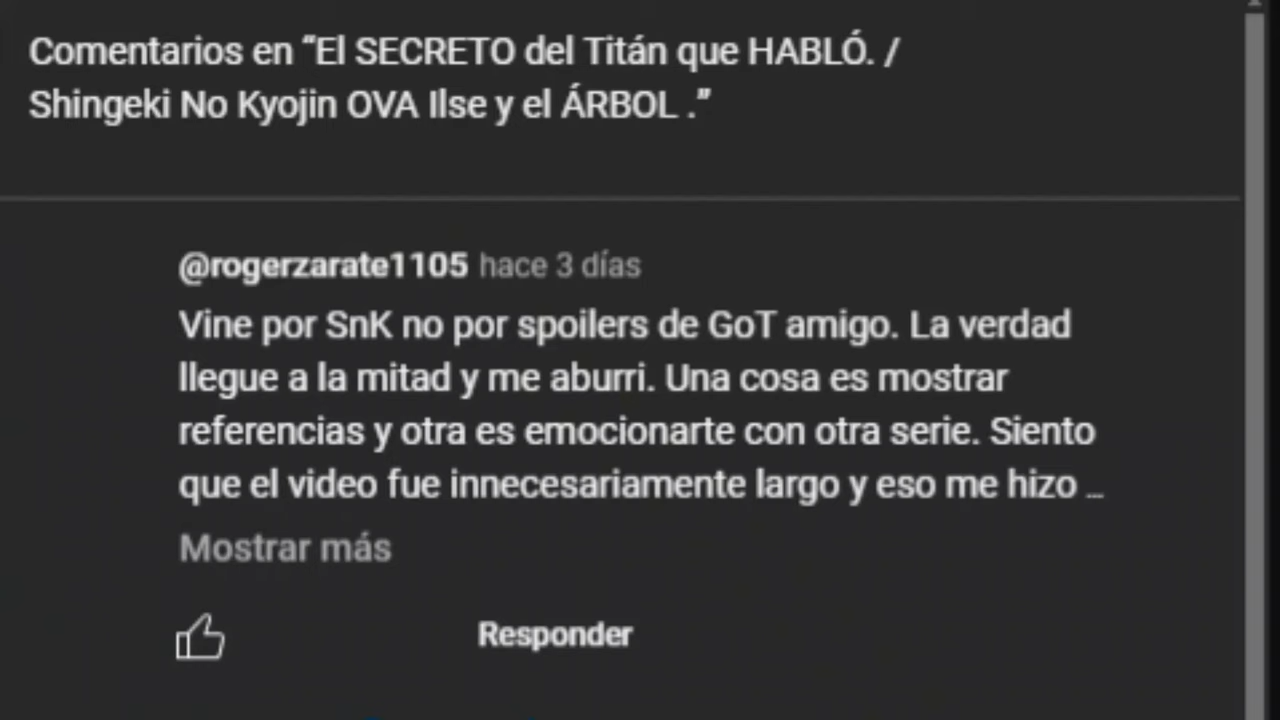 Comentarios en “El SECRETO del Titán que HABLÓ. /
Shingeki No Kyojin OVA Ilse y el ÁRBOL .”
@rogerzarate1105 hace 3 días
Vine por SnK no por spoilers de GoT amigo. La verdad
llegue a la mitad y me aburri. Una cosa es mostrar
referencias y otra es emocionarte con otra serie. Siento
que el video fue innecesariamente largo y eso me hizo ...
Mostrar más
Responder